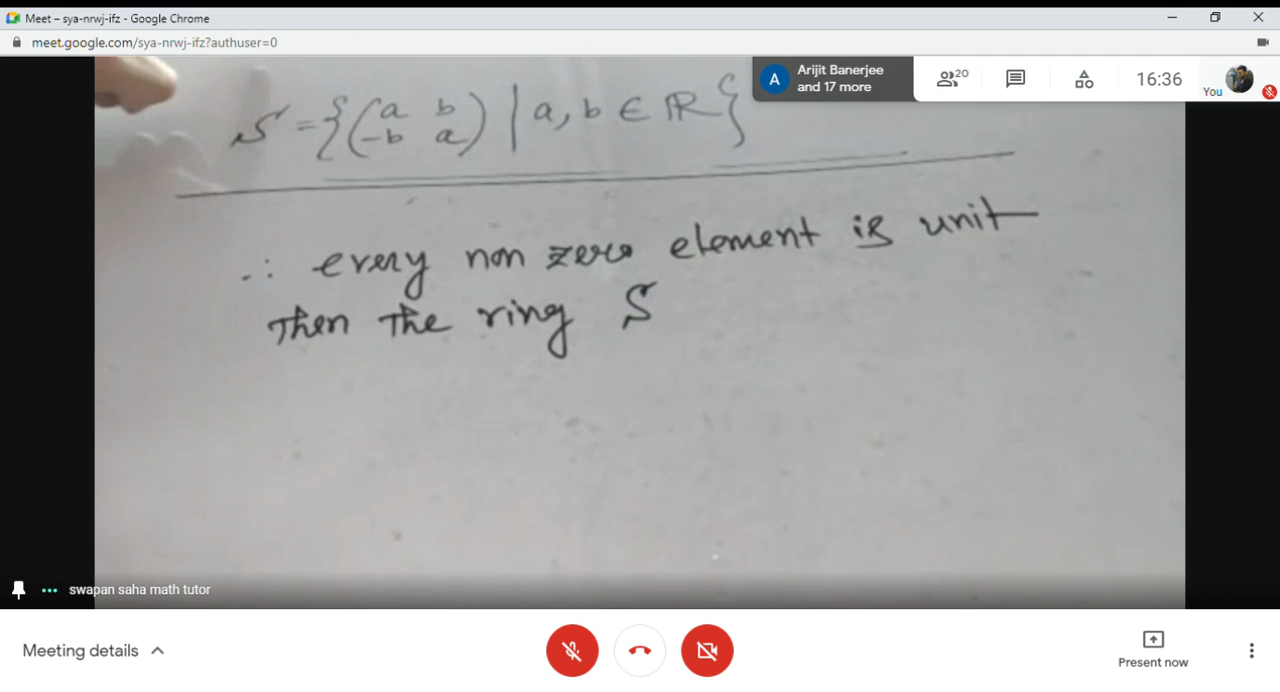 Meet – sya-nrwj-ifz - Google Chrome
meet.google.com/sya-nrwj-ifz?authuser=0
A
Arijit Banerjee
and 17 more
20
16:36
You
S = {(a b
-b a) | a, b ∈ ℝ}
∴ every non zero element is unit
Then The ring S
swapan saha math tutor
Meeting details
Present now